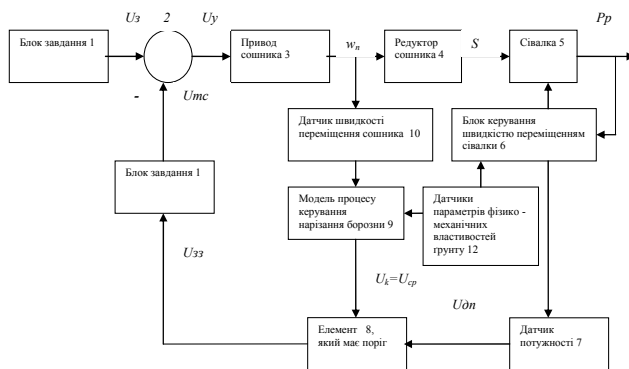 Uз 2 Uу Рр
Блок завдання 1
Привод
сошника 3
wп
Редуктор
сошника 4
S
Сівалка 5
-
Uтс
Датчик швидкості
переміщення сошника 10
Блок керування
швидкістю переміщенням
сівалки 6
Блок завдання 1
Модель процесу
керування
нарізання борозни 9
Датчики
параметрів фізико -
механічних
властивостей
ґрунту 12
Uзз
Uk=Uср
Uдп
Елемент 8,
який має поріг
Датчик
потужності 7